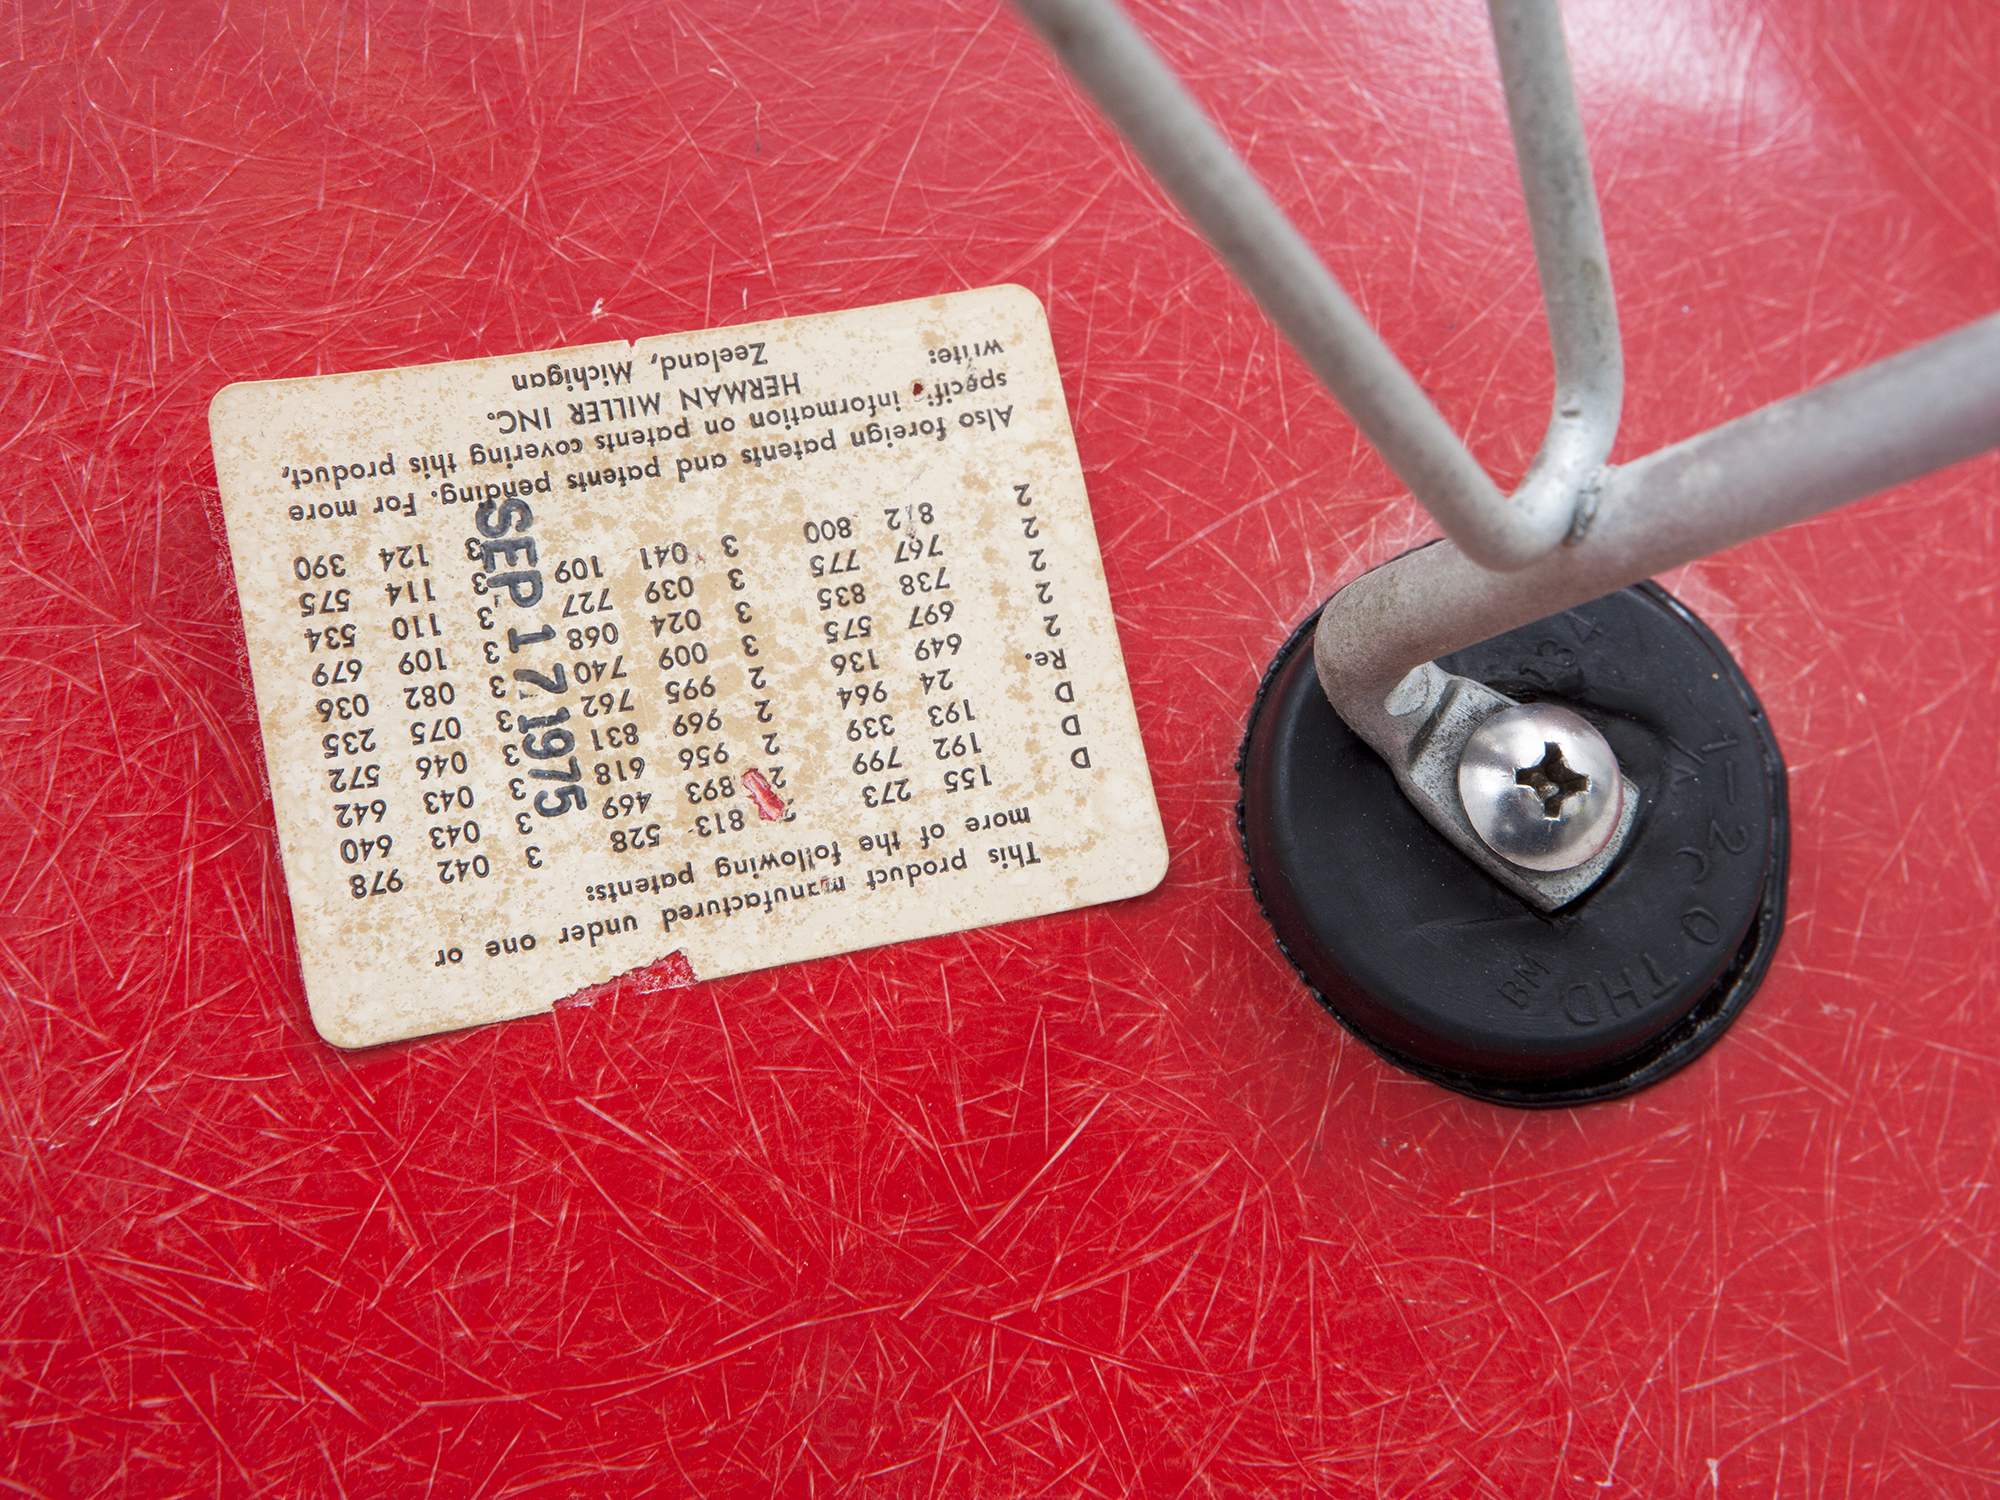 This product manufactured under one or
more of the following patents:
D 155 273 2 813 528 3 042 978
D 192 799 2 893 469 3 043 640
D 193 339 2 956 618 3 043 642
Re. 24 964 2 969 831 3 046 572
2 649 136 2 995 762 3 075 235
2 697 575 3 009 740 3 082 036
2 738 835 3 024 068 3 109 679
2 767 775 3 039 727 3 110 534
2 812 800 3 041 109 3 114 575
3 124 390
SEP 17 1975
Also foreign patents and patents pending. For more
specific information on patents covering this product,
write: HERMAN MILLER INC.
Zeeland, Michigan
THD
BM